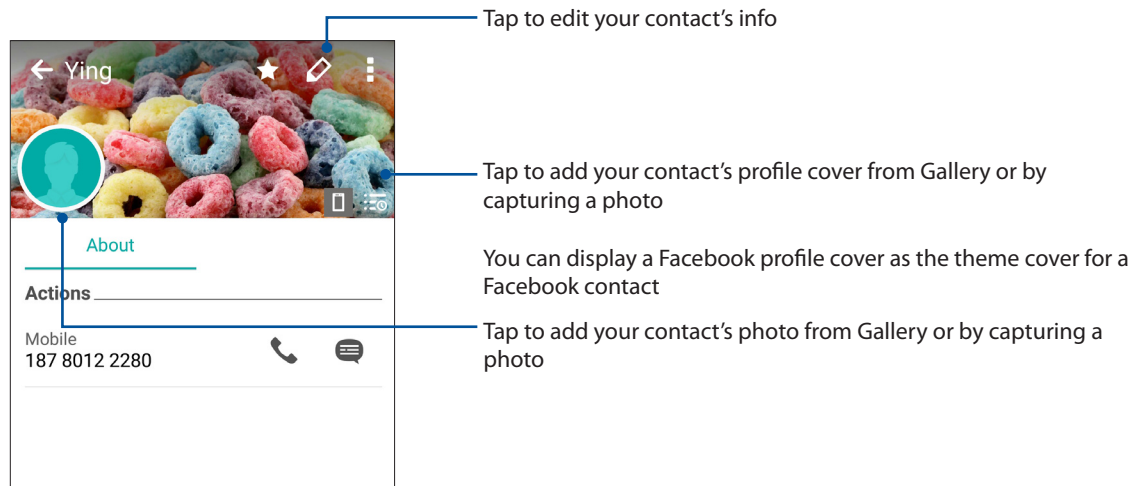 Tap to edit your contact’s info
Ying
Tap to add your contact’s profile cover from Gallery or by
capturing a photo
About
You can display a Facebook profile cover as the theme cover for a
Facebook contact
Actions
Tap to add your contact’s photo from Gallery or by capturing a
photo
Mobile
187 8012 2280